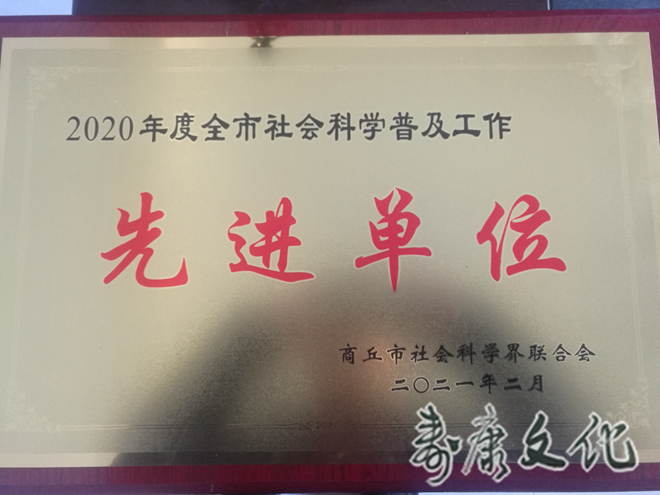 2020年度全市社会科学普及工作
先进单位
商丘市社会科学界联合会
二〇二一年二月
寿康文化